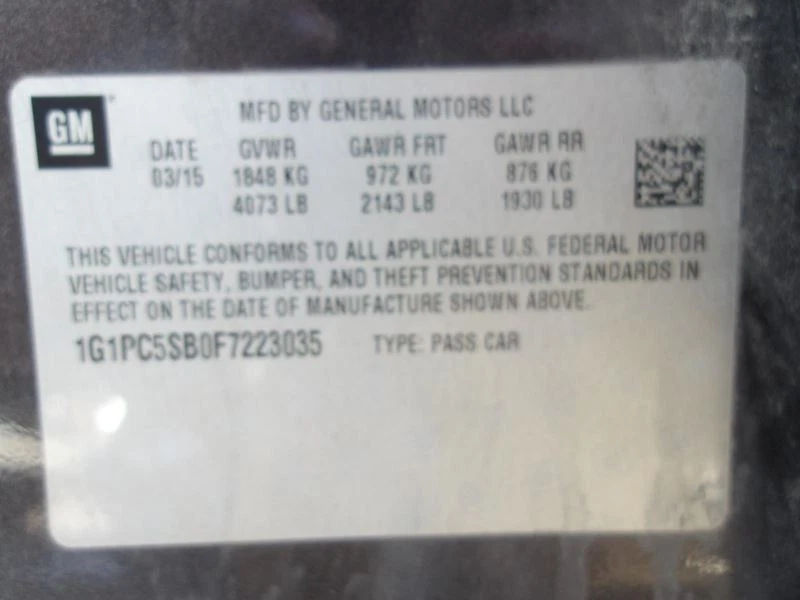 GM
MFD BY GENERAL MOTORS LLC
DATE GVWR GAWR FRT GAWR RR
03/15 1848 KG 972 KG 876 KG
4073 LB 2143 LB 1930 LB
THIS VEHICLE CONFORMS TO ALL APPLICABLE U.S. FEDERAL MOTOR
VEHICLE SAFETY, BUMPER, AND THEFT PREVENTION STANDARDS IN
EFFECT ON THE DATE OF MANUFACTURE SHOWN ABOVE.
1G1PC5SB0F7223035 TYPE: PASS CAR